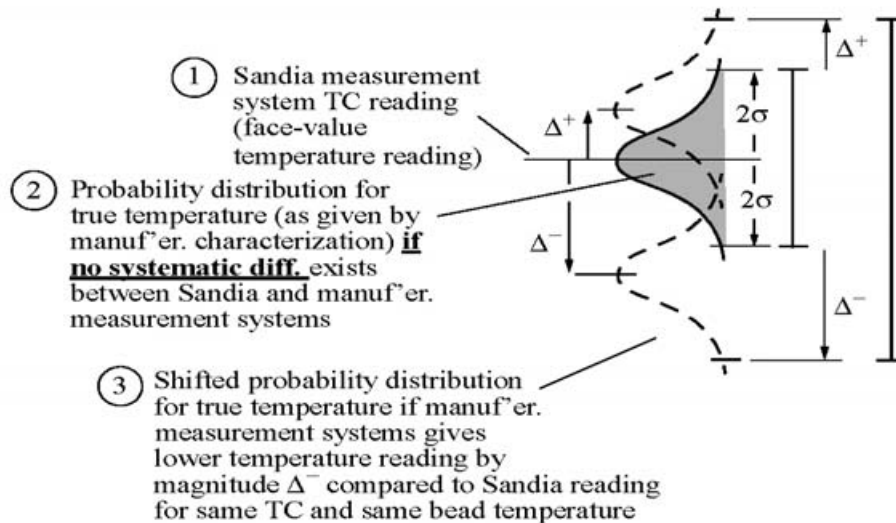 1 Sandia measurement
system TC reading
(face-value
temperature reading)
2 Probability distribution for
true temperature (as given by
manuf’er. characterization) if
no systematic diff. exists
between Sandia and manuf’er.
measurement systems
3 Shifted probability distribution
for true temperature if manuf’er.
measurement systems gives
lower temperature reading by
magnitude Δ⁻ compared to Sandia reading
for same TC and same bead temperature
Δ⁺
Δ⁻
2σ
2σ
Δ⁺
Δ⁻